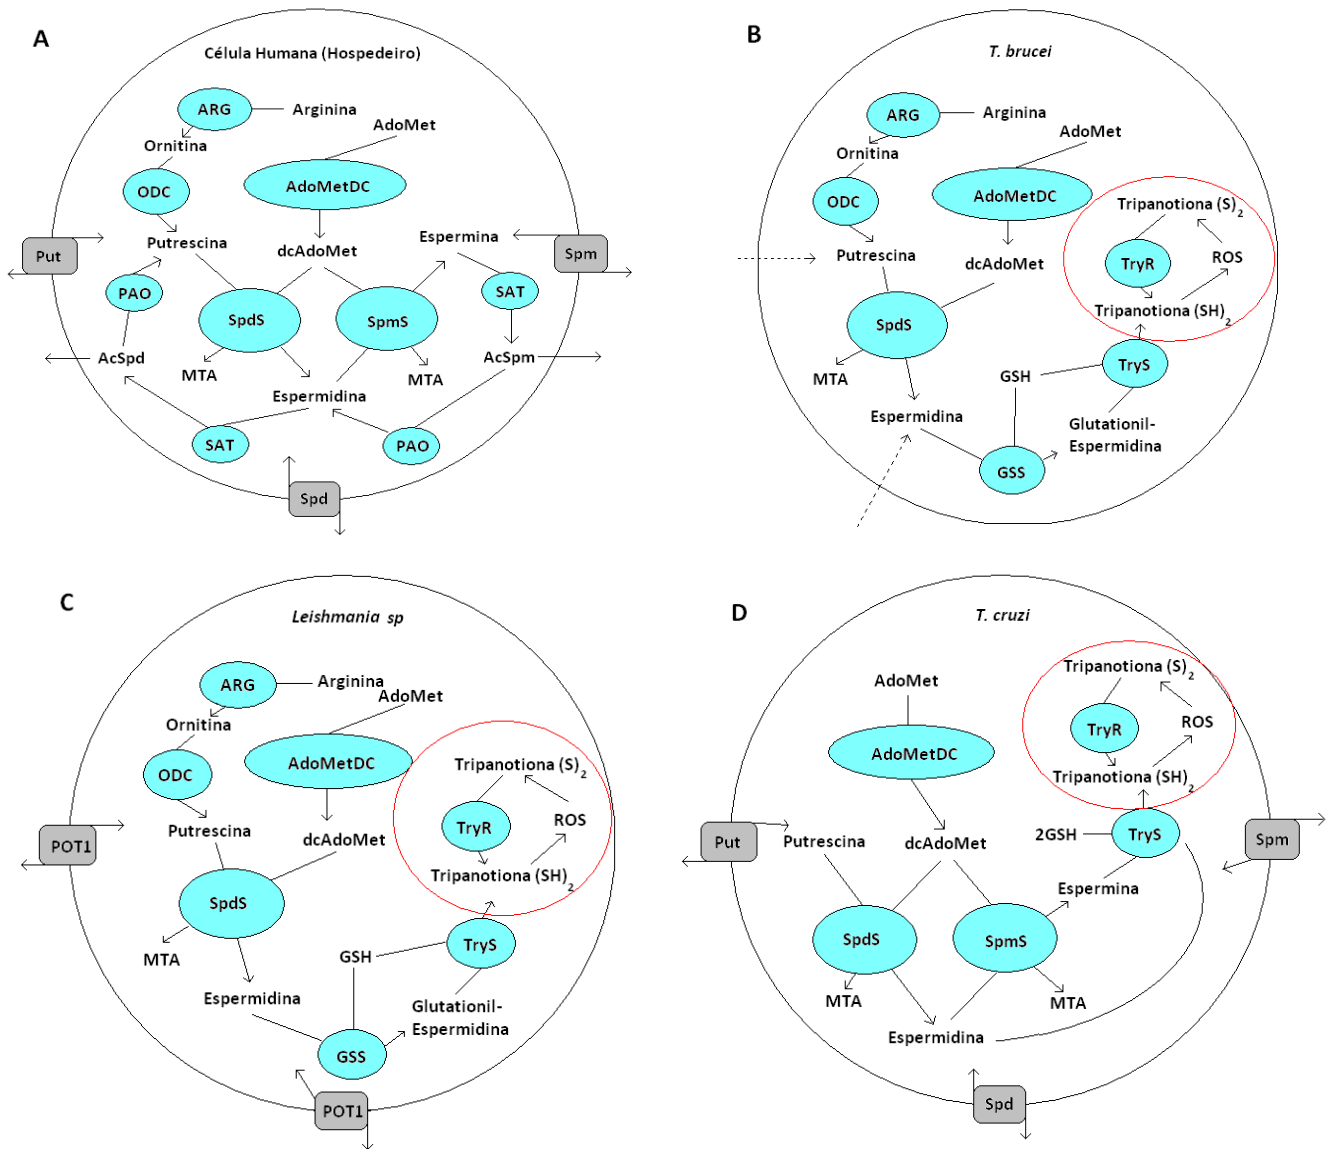 A
Célula Humana (Hospedeiro)
ARG
Arginina
AdoMet
Ornitina
ODC
AdoMetDC
Putrescina
dcAdoMet
Espermina
Put
Spm
PAO
SAT
SpdS
SpmS
AcSpd
AcSpm
MTA
MTA
Espermidina
SAT
PAO
Spd
B
T. brucei
ARG
Arginina
AdoMet
Ornitina
ODC
AdoMetDC
Tripanotiona (S)2
Putrescina
dcAdoMet
TryR
ROS
Tripanotiona (SH)2
SpdS
MTA
GSH
TryS
Espermidina
Glutationil-
Espermidina
GSS
C
Leishmania sp
ARG
Arginina
AdoMet
Ornitina
ODC
AdoMetDC
Tripanotiona (S)2
Putrescina
dcAdoMet
TryR
ROS
POT1
Tripanotiona (SH)2
SpdS
MTA
GSH
TryS
Espermidina
Glutationil-
Espermidina
GSS
POT1
D
T. cruzi
AdoMet
Tripanotiona (S)2
AdoMetDC
TryR
ROS
Tripanotiona (SH)2
Put
Putrescina
dcAdoMet
2GSH
TryS
Spm
Espermina
SpdS
SpmS
MTA
MTA
Espermidina
Spd